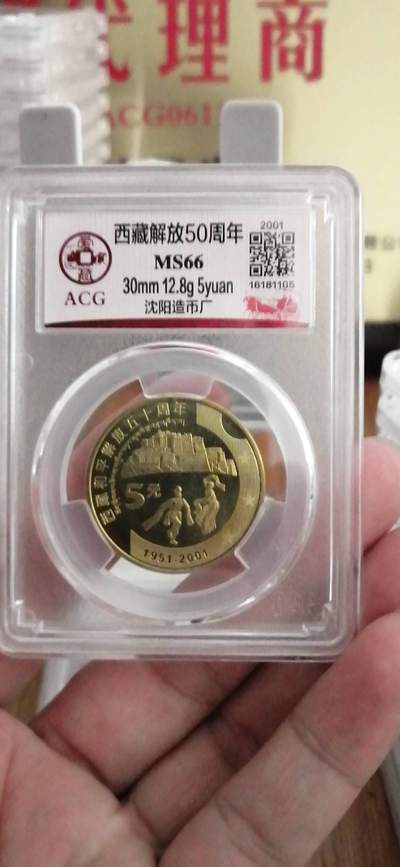 代理商
ACG061
西藏解放50周年
2001
MS66
30mm 12.8g 5yuan
沈阳造币厂
16181105
ACG
西藏和平解放五十周年
5元
1951-2001